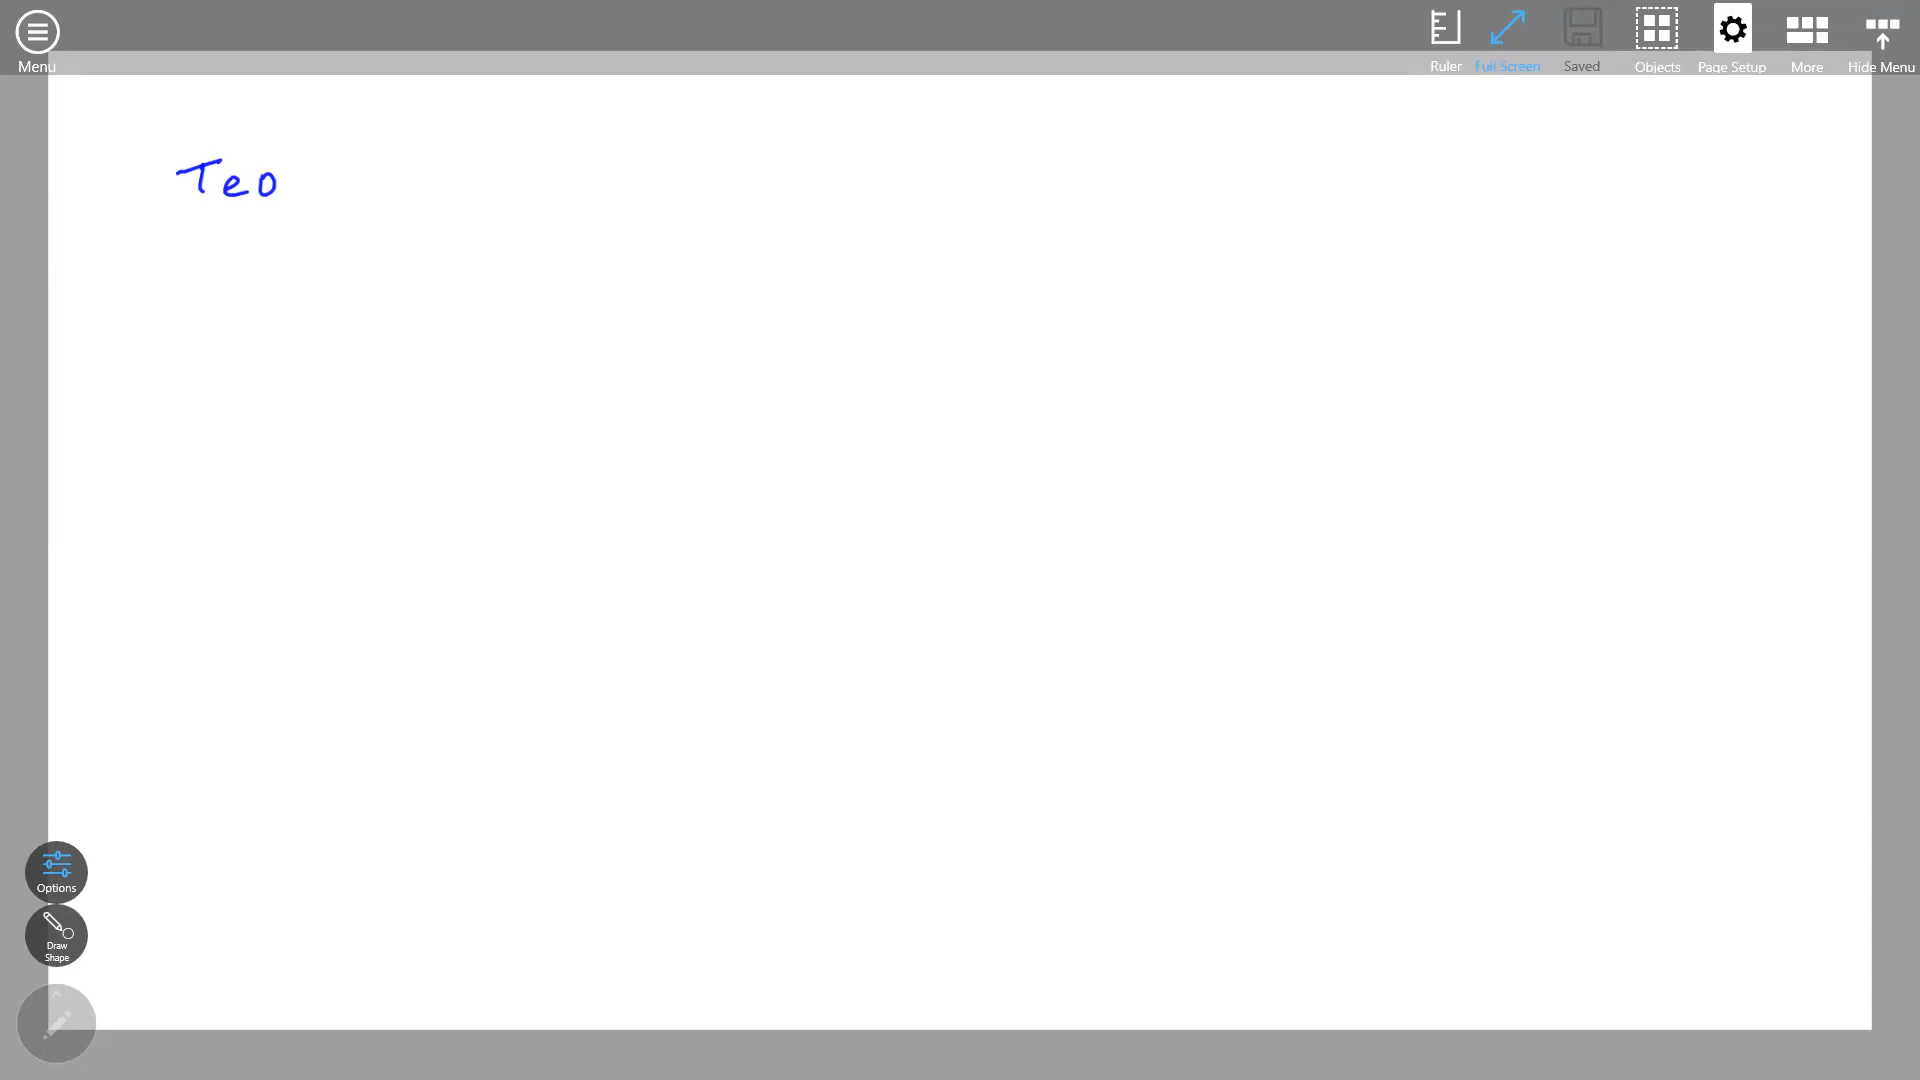 Menu
Ruler
Full Screen
Saved
Objects
Page Setup
More
Hide Menu
Teo
Options
Draw
Shape